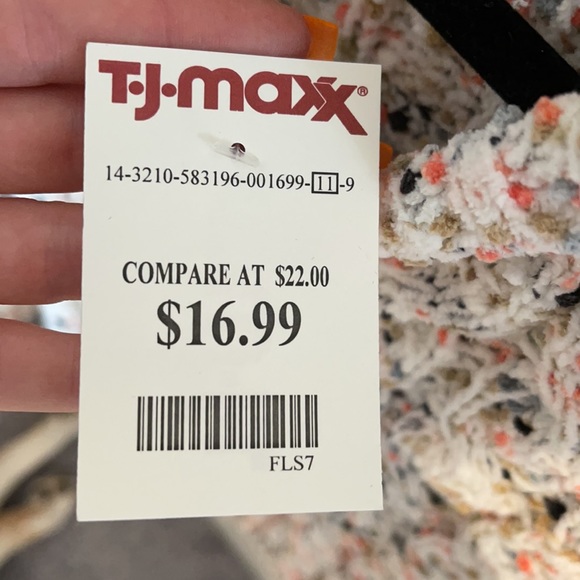 T·J·maxx®
14-3210-583196-001699-11-9
COMPARE AT $22.00
$16.99
FLS7